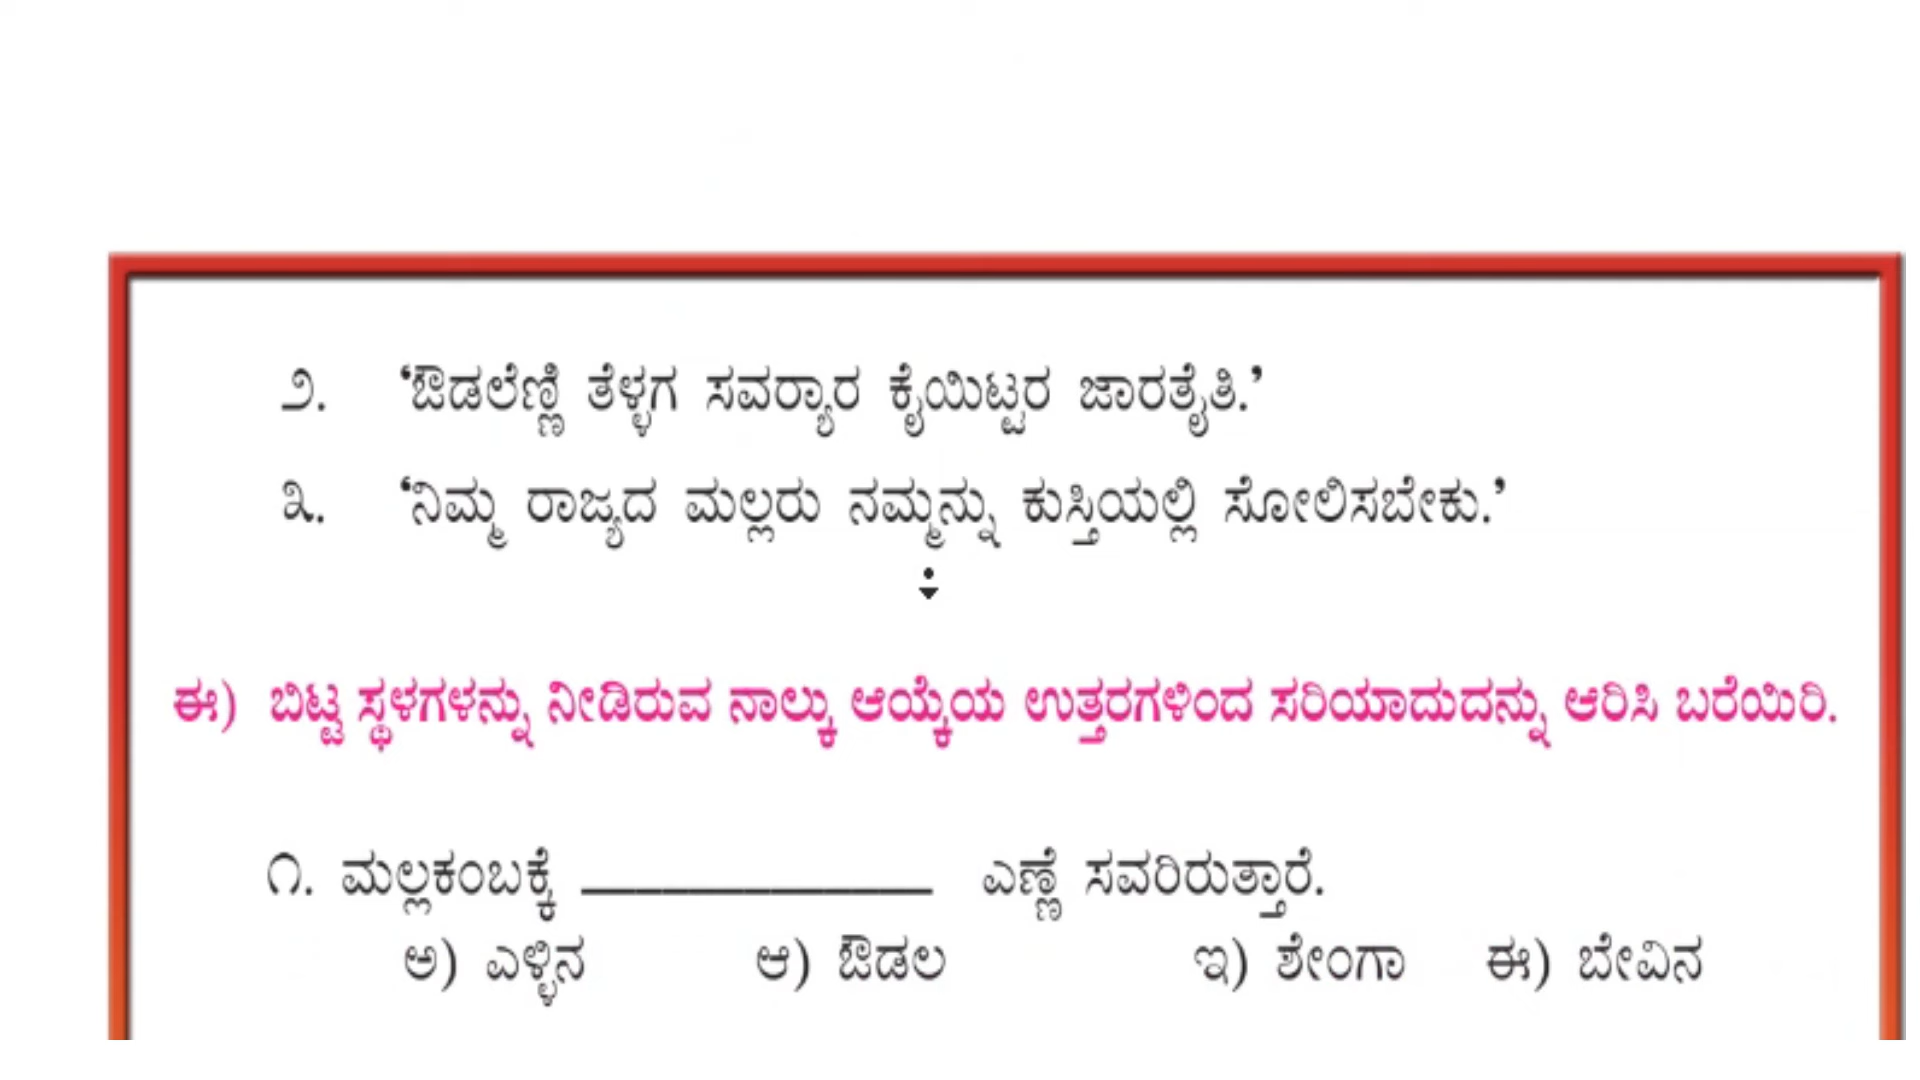 ೨. ‘ಔಡಲೆಣ್ಣಿ ತೆಳ್ಳಗ ಸವರ‍್ಯಾರ ಕೈಯಿಟ್ಟರ ಜಾರತೈತಿ.’
೩. ‘ನಿಮ್ಮ ರಾಜ್ಯದ ಮಲ್ಲರು ನಮ್ಮನ್ನು ಕುಸ್ತಿಯಲ್ಲಿ ಸೋಲಿಸಬೇಕು.’
ಈ) ಬಿಟ್ಟ ಸ್ಥಳಗಳನ್ನು ನೀಡಿರುವ ನಾಲ್ಕು ಆಯ್ಕೆಯ ಉತ್ತರಗಳಿಂದ ಸರಿಯಾದುದನ್ನು ಆರಿಸಿ ಬರೆಯಿರಿ.
೧. ಮಲ್ಲಕಂಬಕ್ಕೆ ______________ ಎಣ್ಣೆ ಸವರಿರುತ್ತಾರೆ.
ಅ) ಎಳ್ಳಿನ ಆ) ಔಡಲ ಇ) ಶೇಂಗಾ ಈ) ಬೇವಿನ